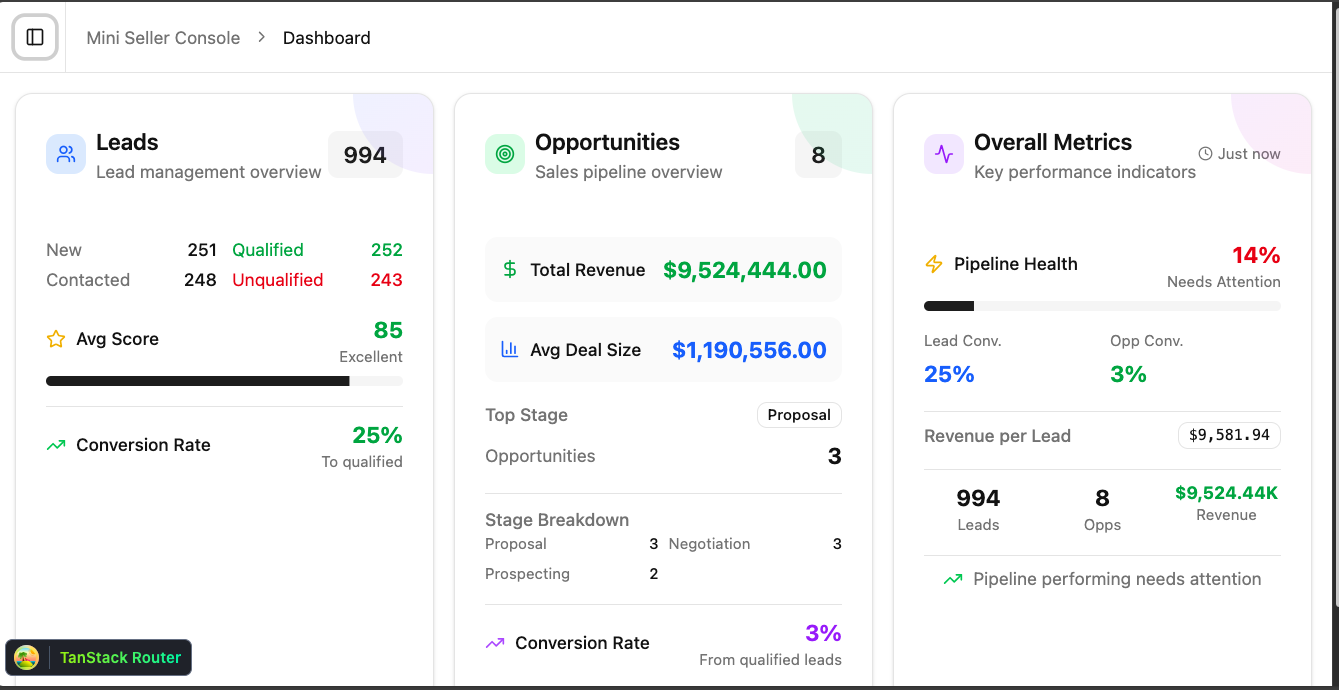 Mini Seller Console > Dashboard
Leads
Lead management overview
994
New 251 Qualified 252
Contacted 248 Unqualified 243
Avg Score
85
Excellent
Conversion Rate
25%
To qualified
Opportunities
Sales pipeline overview
8
Total Revenue $9,524,444.00
Avg Deal Size $1,190,556.00
Top Stage Proposal
Opportunities 3
Stage Breakdown
Proposal 3 Negotiation 3
Prospecting 2
Conversion Rate
3%
From qualified leads
Overall Metrics
Key performance indicators
Just now
Pipeline Health
14%
Needs Attention
Lead Conv. Opp Conv.
25% 3%
Revenue per Lead $9,581.94
994 8 $9,524.44K
Leads Opps Revenue
Pipeline performing needs attention
TanStack Router